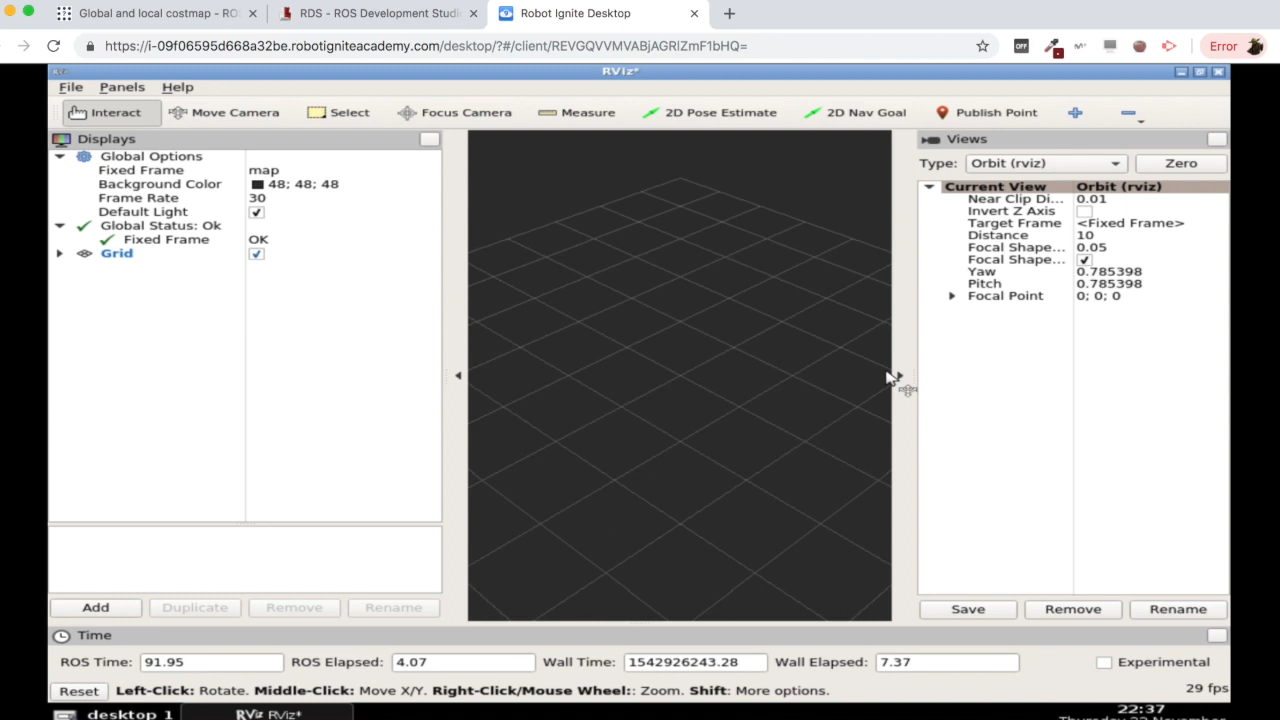 Global and local costmap - RO
RDS - ROS Development Studi
Robot Ignite Desktop
https://i-09f06595d668a32be.robotigniteacademy.com/desktop/?#/client/REVGQVVMVABjAGRlZmF1bHQ=
OFF
Error
RViz*
File Panels Help
Interact Move Camera Select Focus Camera Measure 2D Pose Estimate 2D Nav Goal Publish Point
Displays
Global Options
Fixed Frame map
Background Color 48; 48; 48
Frame Rate 30
Default Light
Global Status: Ok
Fixed Frame OK
Grid
Add Duplicate Remove Rename
Views
Type: Orbit (rviz) Zero
Current View Orbit (rviz)
Near Clip Di... 0.01
Invert Z Axis
Target Frame <Fixed Frame>
Distance 10
Focal Shape... 0.05
Focal Shape...
Yaw 0.785398
Pitch 0.785398
Focal Point 0; 0; 0
Save Remove Rename
Time
ROS Time: 91.95 ROS Elapsed: 4.07 Wall Time: 1542926243.28 Wall Elapsed: 7.37 Experimental
Reset Left-Click: Rotate. Middle-Click: Move X/Y. Right-Click/Mouse Wheel:: Zoom. Shift: More options. 29 fps
desktop 1 RViz RViz* 22:37
Thursday 22 November